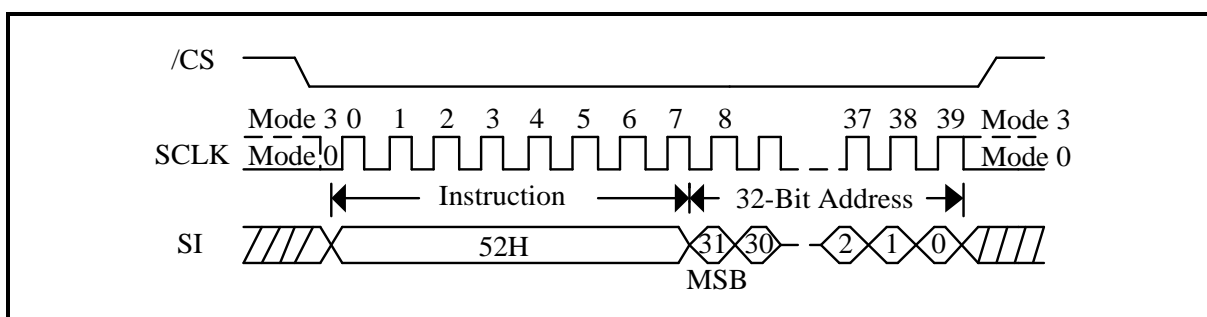 /CS
Mode 3 0 1 2 3 4 5 6 7 8 37 38 39 Mode 3
SCLK Mode 0 Mode 0
Instruction 32-Bit Address
SI 52H 31 30 2 1 0
MSB